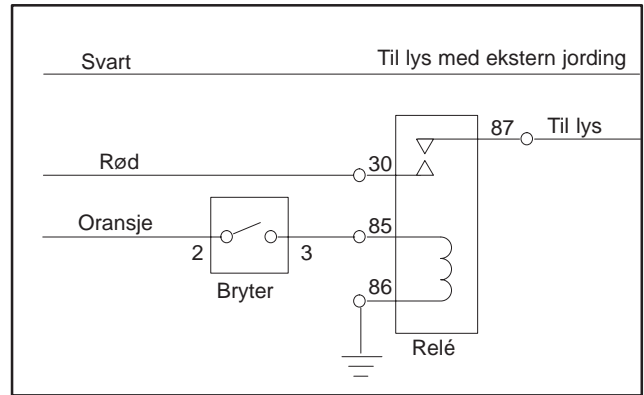 Svart
Til lys med ekstern jording
87
Til lys
Rød
30
Oransje
85
2
3
86
Bryter
Relé